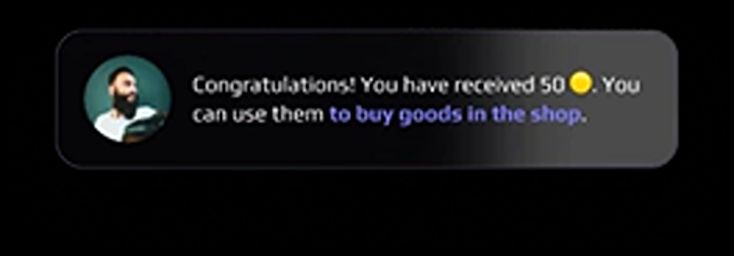 Congratulations! You have received 50 🟡. You
can use them to buy goods in the shop.